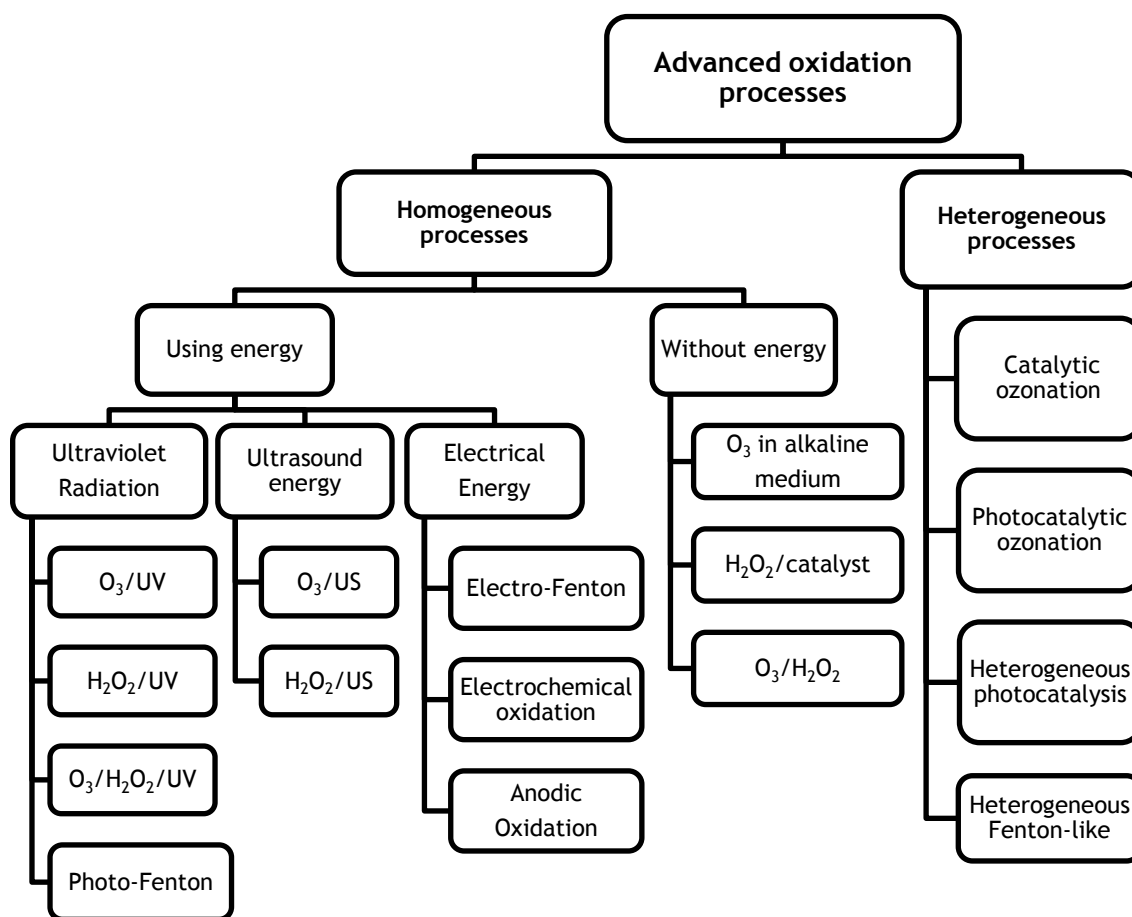 Advanced oxidation
processes
Homogeneous
processes
Heterogeneous
processes
Using energy
Without energy
Ultraviolet
Radiation
Ultrasound
energy
Electrical
Energy
O₃/UV
H₂O₂/UV
O₃/H₂O₂/UV
Photo-Fenton
O₃/US
H₂O₂/US
Electro-Fenton
Electrochemical
oxidation
Anodic
Oxidation
O₃ in alkaline
medium
H₂O₂/catalyst
O₃/H₂O₂
Catalytic
ozonation
Photocatalytic
ozonation
Heterogeneous
photocatalysis
Heterogeneous
Fenton-like